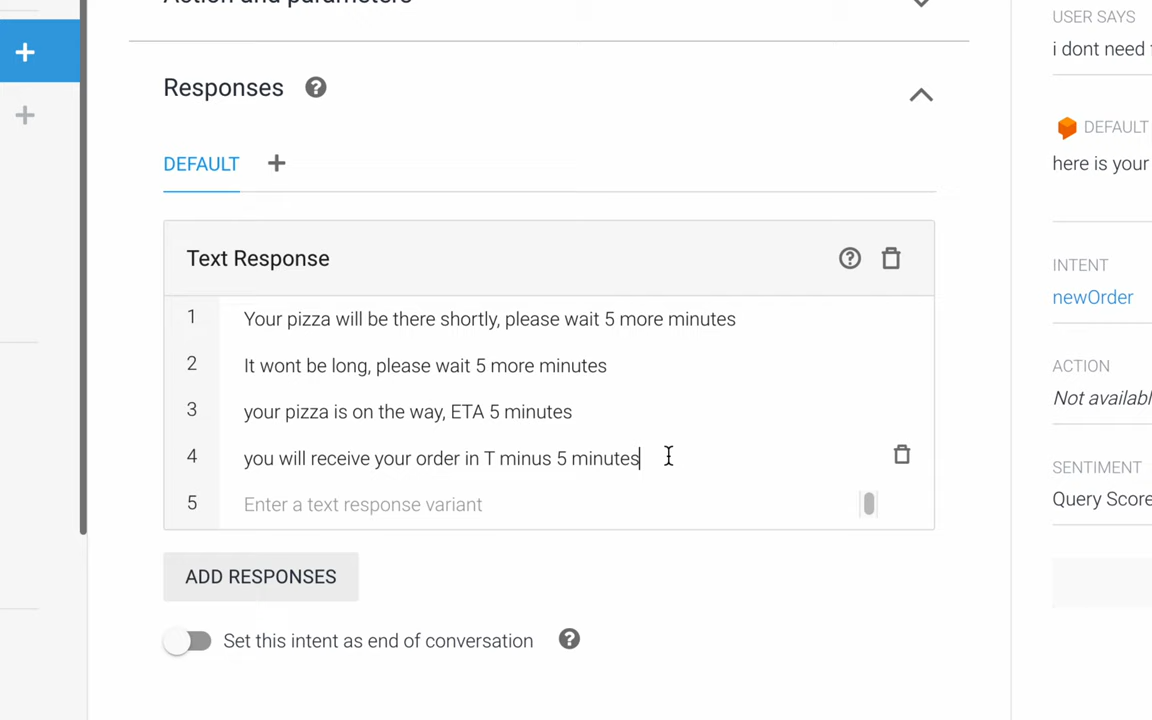 Action and parameters
Responses
DEFAULT
Text Response
1 Your pizza will be there shortly, please wait 5 more minutes
2 It wont be long, please wait 5 more minutes
3 your pizza is on the way, ETA 5 minutes
4 you will receive your order in T minus 5 minutes
5 Enter a text response variant
ADD RESPONSES
Set this intent as end of conversation
USER SAYS
i dont need
DEFAULT
here is your
INTENT
newOrder
ACTION
Not availabl
SENTIMENT
Query Score